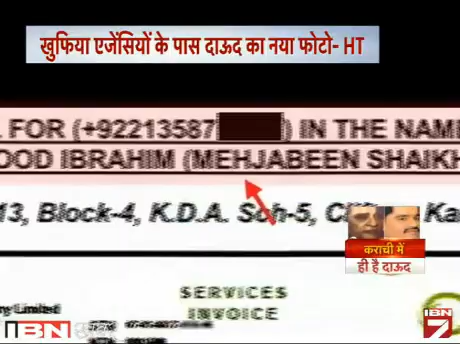 खुफिया एजेंसियों के पास दाऊद का नया फोटो- HT
FOR (+92213587 ) IN THE NAM
OOD IBRAHIM (MEHJABEEN SHAIKH
13, Block-4, K.D.A. Sch-5, Ka
कराची में
ही है दाऊद
SERVICES
INVOICE
Limited
IBN
IBN
7